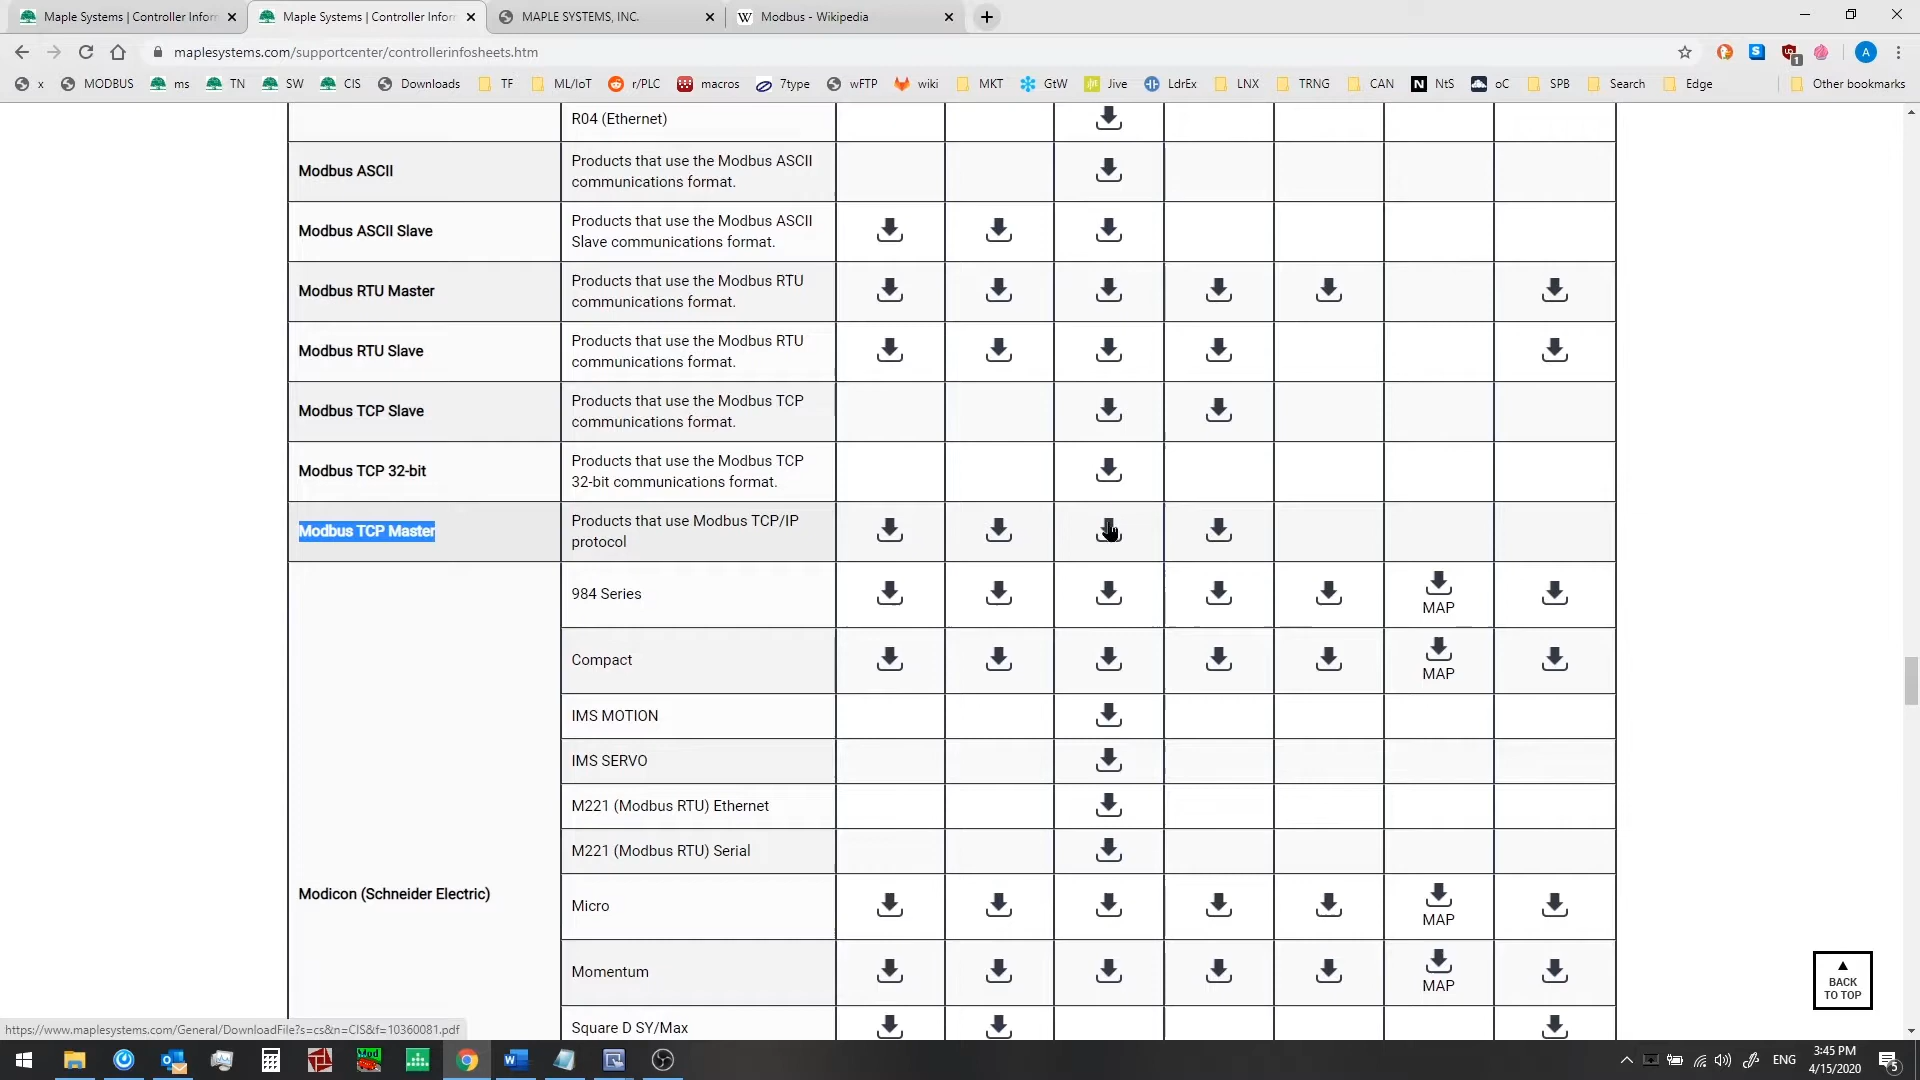 Maple Systems | Controller Infor
Maple Systems | Controller Infor
MAPLE SYSTEMS, INC.
W Modbus - Wikipedia
maplesystems.com/supportcenter/controllerinfosheets.htm
A
x MODBUS ms TN SW CIS Downloads TF ML/IoT r/PLC macros 7type wFTP wiki MKT GtW Jive LdrEx LNX TRNG CAN NtS oC SPB Search Edge Other bookmarks
R04 (Ethernet)
Modbus ASCII
Products that use the Modbus ASCII
communications format.
Modbus ASCII Slave
Products that use the Modbus ASCII
Slave communications format.
Modbus RTU Master
Products that use the Modbus RTU
communications format.
Modbus RTU Slave
Products that use the Modbus RTU
communications format.
Modbus TCP Slave
Products that use the Modbus TCP
communications format.
Modbus TCP 32-bit
Products that use the Modbus TCP
32-bit communications format.
Modbus TCP Master
Products that use Modbus TCP/IP
protocol
Modicon (Schneider Electric)
984 Series
MAP
Compact
MAP
IMS MOTION
IMS SERVO
M221 (Modbus RTU) Ethernet
M221 (Modbus RTU) Serial
Micro
MAP
Momentum
MAP
Square D SY/Max
BACK
TO TOP
https://www.maplesystems.com/General/DownloadFile?s=cs&n=CIS&f=10360081.pdf
ENG
3:45 PM
4/15/2020
5